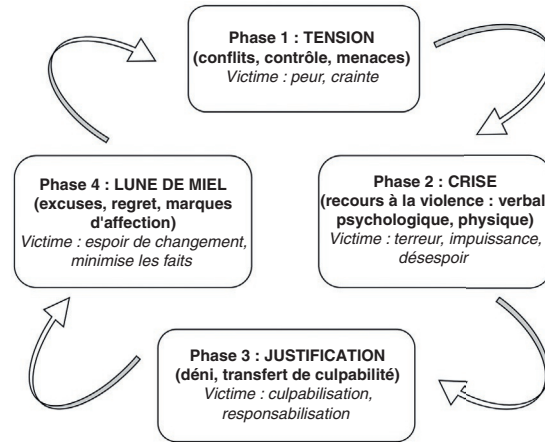 Phase 1 : TENSION
(conflits, contrôle, menaces)
Victime : peur, crainte
Phase 2 : CRISE
(recours à la violence : verbal
psychologique, physique)
Victime : terreur, impuissance,
désespoir
Phase 3 : JUSTIFICATION
(déni, transfert de culpabilité)
Victime : culpabilisation,
responsabilisation
Phase 4 : LUNE DE MIEL
(excuses, regret, marques
d'affection)
Victime : espoir de changement,
minimise les faits